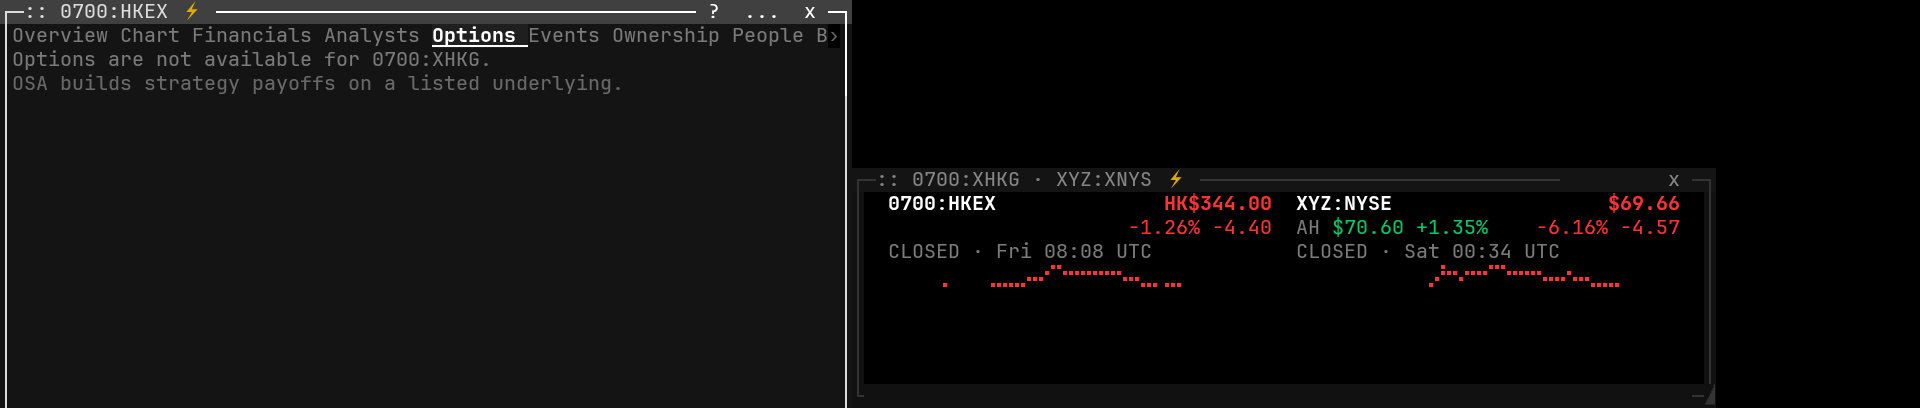 :: 0700:HKEX ⚡ ? ... x
Overview Chart Financials Analysts Options Events Ownership People B›
Options are not available for 0700:XHKG.
OSA builds strategy payoffs on a listed underlying.
:: 0700:XHKG · XYZ:XNYS ⚡ x
0700:HKEX HK$344.00 XYZ:NYSE $69.66
-1.26% -4.40 AH $70.60 +1.35% -6.16% -4.57
CLOSED · Fri 08:08 UTC CLOSED · Sat 00:34 UTC